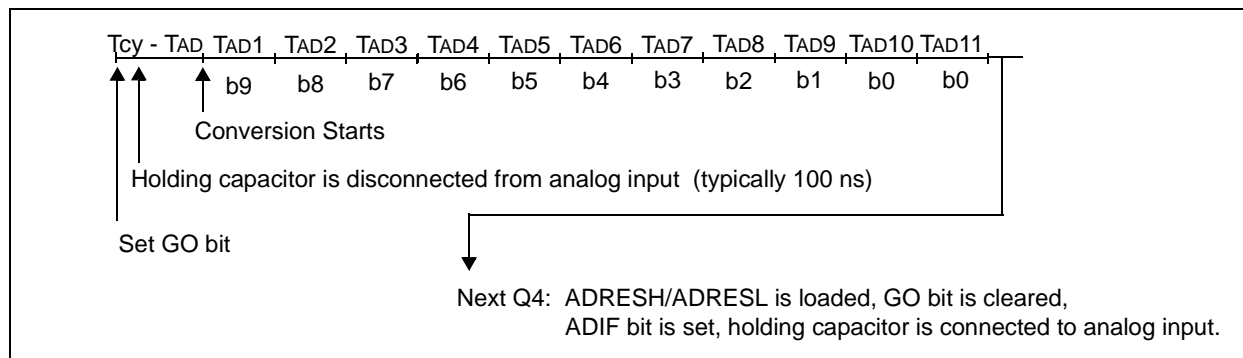 Tcy - TAD TAD1 TAD2 TAD3 TAD4 TAD5 TAD6 TAD7 TAD8 TAD9 TAD10 TAD11
b9 b8 b7 b6 b5 b4 b3 b2 b1 b0 b0
Conversion Starts
Holding capacitor is disconnected from analog input (typically 100 ns)
Set GO bit
Next Q4: ADRESH/ADRESL is loaded, GO bit is cleared,
ADIF bit is set, holding capacitor is connected to analog input.